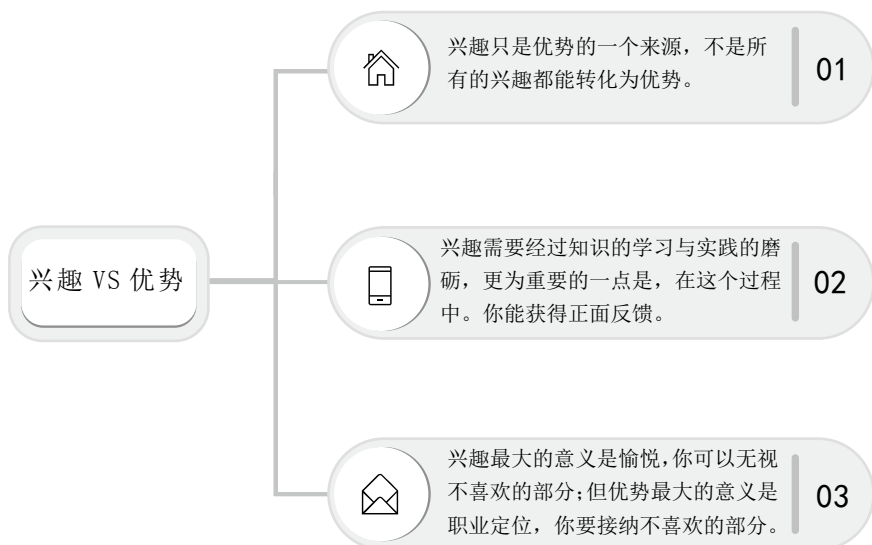 兴趣 VS 优势
兴趣只是优势的一个来源，不是所
有的兴趣都能转化为优势。
01
兴趣需要经过知识的学习与实践的磨
砺，更为重要的一点是，在这个过程
中。你能获得正面反馈。
02
兴趣最大的意义是愉悦，你可以无视
不喜欢的部分；但优势最大的意义是
职业定位，你要接纳不喜欢的部分。
03